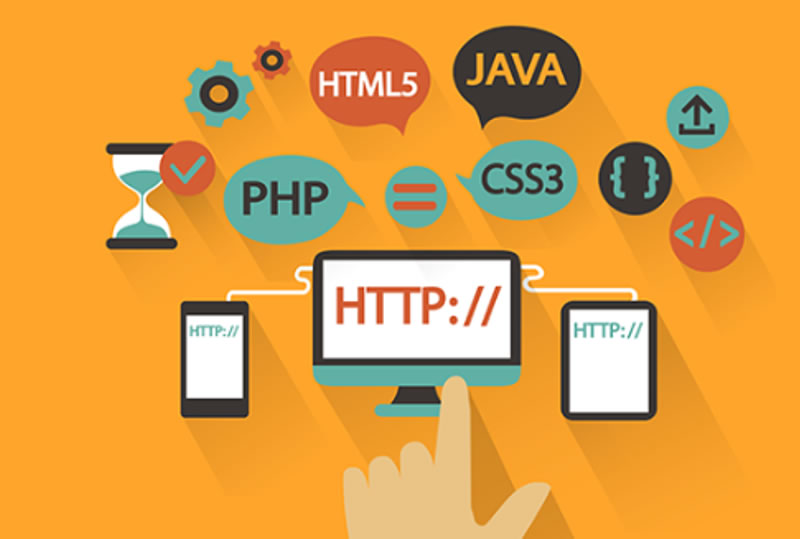 HTML5
JAVA
PHP
=
CSS3
{ }
</>
HTTP://
HTTP://
HTTP://